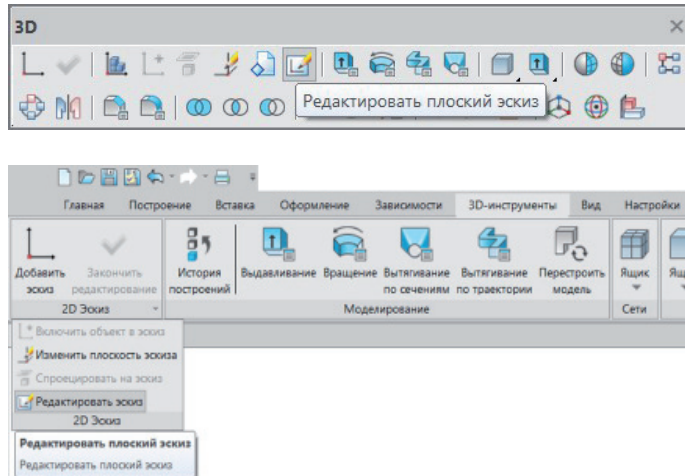 3D
Редактировать плоский эскиз
Главная Построение Вставка Оформление Зависимости 3D-инструменты Вид Настройки
Добавить эскиз Закончить редактирование История построений Выдавливание Вращение Вытягивание по сечениям Вытягивание по траектории Перестроить модель Ящик
2D Эскиз Моделирование Сети
Включить объект в эскиз
Изменить плоскость эскиза
Спроецировать на эскиз
Редактировать эскиз
2D Эскиз
Редактировать плоский эскиз
Редактировать плоский эскиз